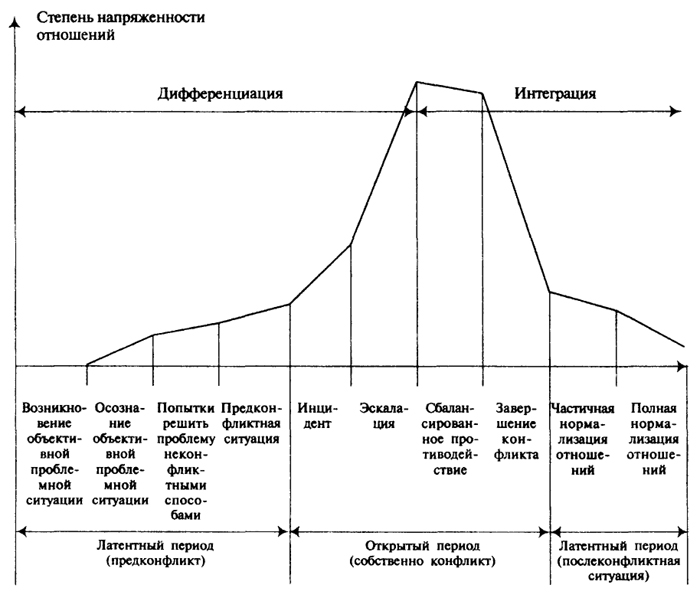 Степень напряженности
отношений
Дифференциация
Интеграция
Возникно-
вение
объекти-
вной
пробле-
мной
ситуации
Осозна-
ние
объекти-
вной
пробле-
мной
ситуации
Попытки
решить
проблему
неконф-
ликт-
ными
спосо-
бами
Предкон-
фликтная
ситуация
Инци-
дент
Эскала-
ция
Сбалан-
сирован-
ное про-
тиводей-
ствие
Завер-
шение
кон-
фликта
Частичная
норма-
лизация
отноше-
ний
Полная
норма-
лизация
отноше-
ний
Латентный период
(предконфликт)
Открытый период
(собственно конфликт)
Латентный период
(послеконфликтная
ситуация)